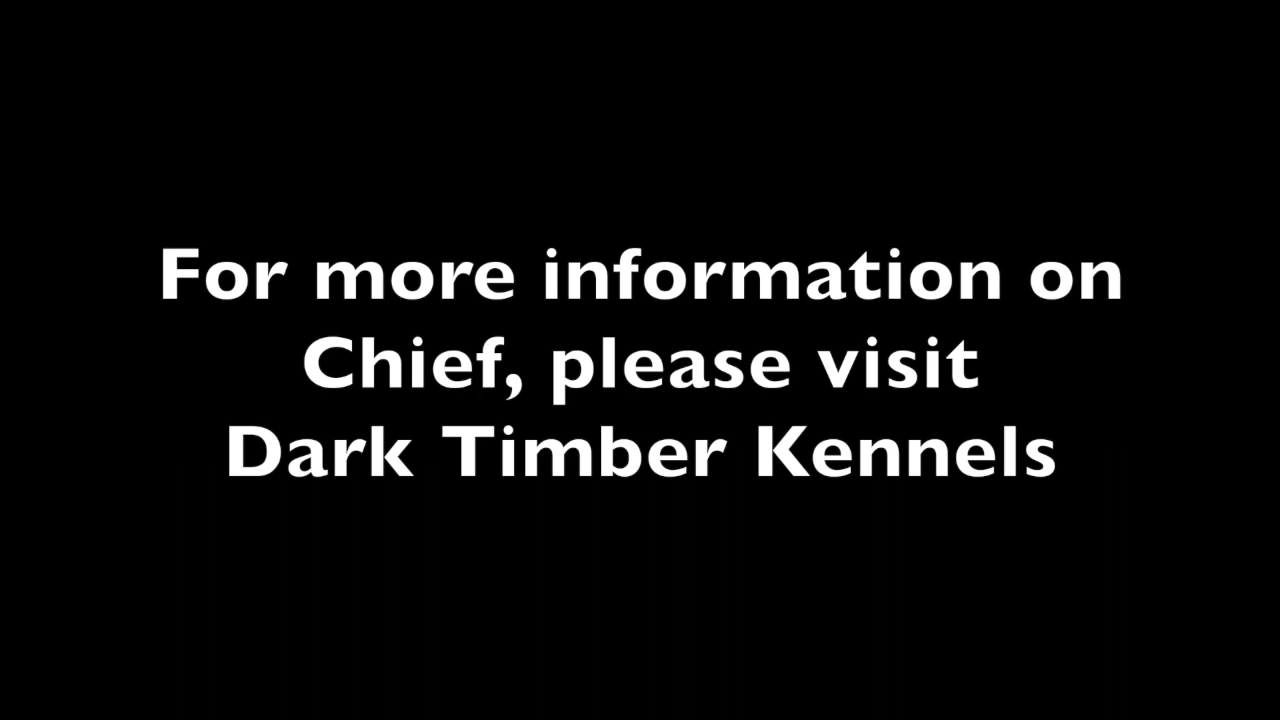 For more information on
Chief, please visit
Dark Timber Kennels